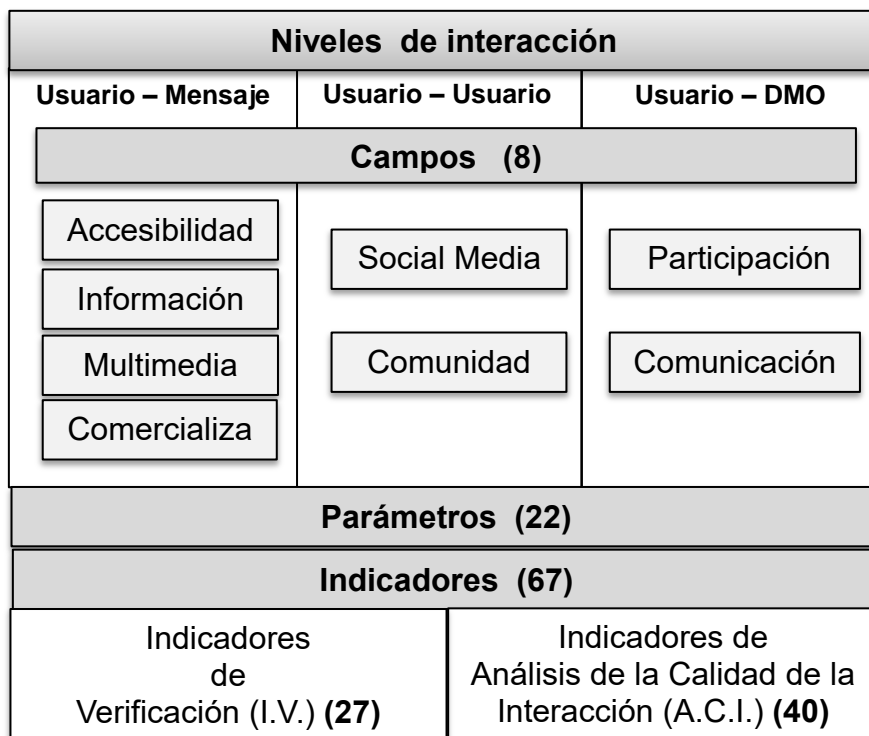 Niveles de interacción
Usuario – Mensaje
Usuario – Usuario
Usuario – DMO
Campos (8)
Accesibilidad
Información
Multimedia
Comercializa
Social Media
Comunidad
Participación
Comunicación
Parámetros (22)
Indicadores (67)
Indicadores
de
Verificación (I.V.) (27)
Indicadores de
Análisis de la Calidad de la
Interacción (A.C.I.) (40)